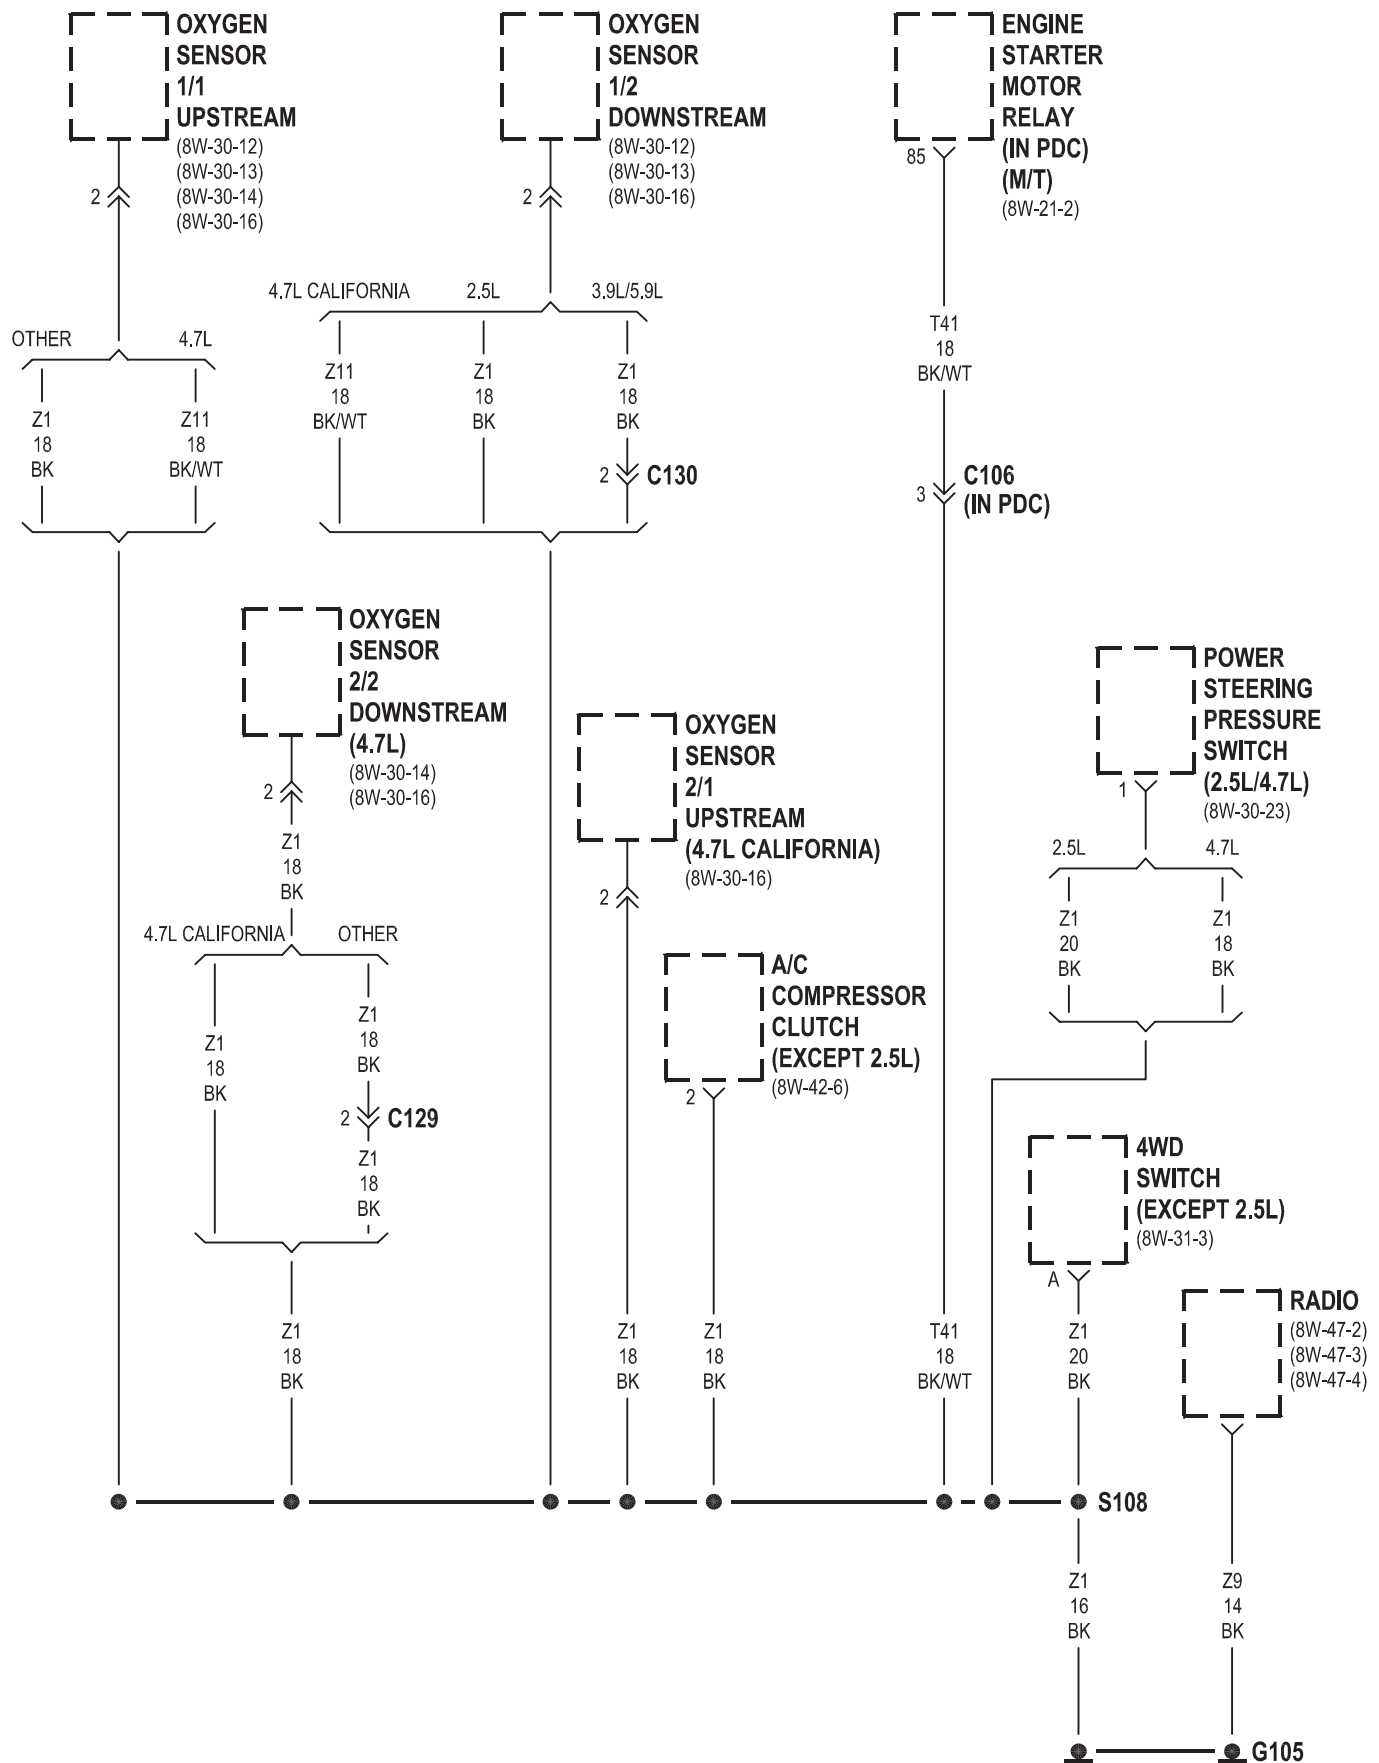 OXYGEN
SENSOR
1/1
UPSTREAM
(8W-30-12)
(8W-30-13)
(8W-30-14)
(8W-30-16)
2
OXYGEN
SENSOR
1/2
DOWNSTREAM
(8W-30-12)
(8W-30-13)
(8W-30-16)
2
ENGINE
STARTER
MOTOR
RELAY
(IN PDC)
(M/T)
(8W-21-2)
85
OTHER
4.7L
Z1
18
BK
Z11
18
BK/WT
4.7L CALIFORNIA
2.5L
3.9L/5.9L
Z11
18
BK/WT
Z1
18
BK
Z1
18
BK
2
C130
T41
18
BK/WT
3
C106
(IN PDC)
OXYGEN
SENSOR
2/2
DOWNSTREAM
(4.7L)
(8W-30-14)
(8W-30-16)
2
Z1
18
BK
4.7L CALIFORNIA
OTHER
Z1
18
BK
Z1
18
BK
2
C129
Z1
18
BK
OXYGEN
SENSOR
2/1
UPSTREAM
(4.7L CALIFORNIA)
(8W-30-16)
2
A/C
COMPRESSOR
CLUTCH
(EXCEPT 2.5L)
(8W-42-6)
2
POWER
STEERING
PRESSURE
SWITCH
(2.5L/4.7L)
(8W-30-23)
1
2.5L
4.7L
Z1
20
BK
Z1
18
BK
4WD
SWITCH
(EXCEPT 2.5L)
(8W-31-3)
A
RADIO
(8W-47-2)
(8W-47-3)
(8W-47-4)
Z1
18
BK
Z1
18
BK
Z1
18
BK
T41
18
BK/WT
Z1
20
BK
S108
Z1
16
BK
Z9
14
BK
G105